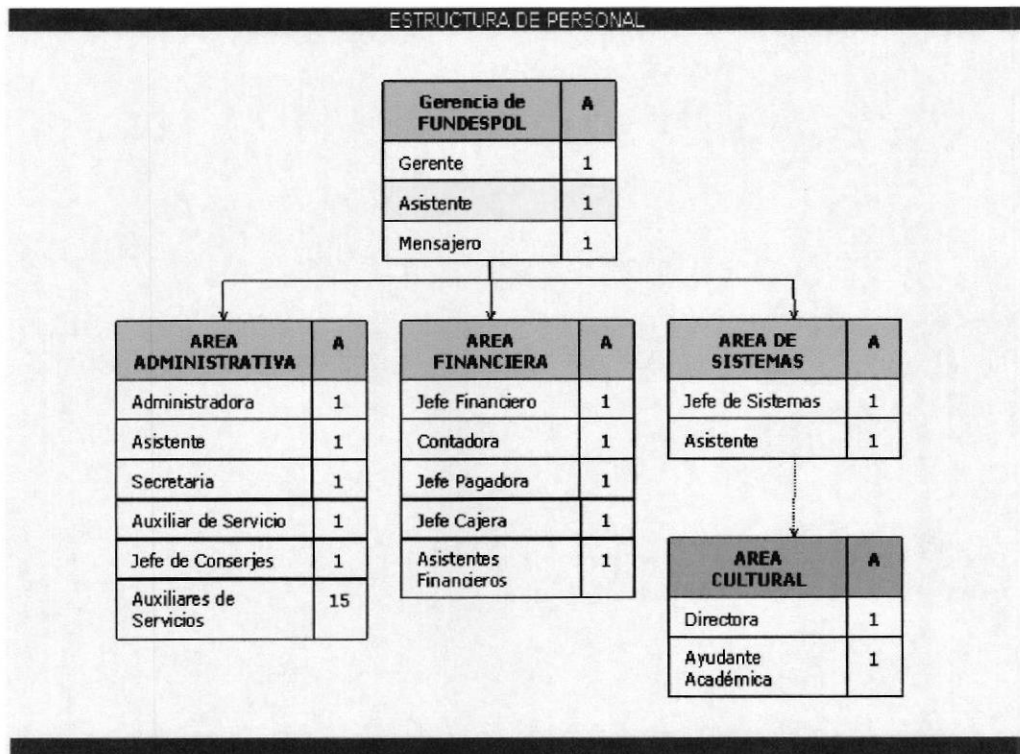 ESTRUCTURA DE PERSONAL
Gerencia de
FUNDESPOL
A
Gerente 1
Asistente 1
Mensajero 1
AREA
ADMINISTRATIVA
A
Administradora 1
Asistente 1
Secretaria 1
Auxiliar de Servicio 1
Jefe de Conserjes 1
Auxiliares de
Servicios
15
AREA
FINANCIERA
A
Jefe Financiero 1
Contadora 1
Jefe Pagadora 1
Jefe Cajera 1
Asistentes
Financieros
1
AREA DE
SISTEMAS
A
Jefe de Sistemas 1
Asistente 1
AREA
CULTURAL
A
Directora 1
Ayudante
Académica
1